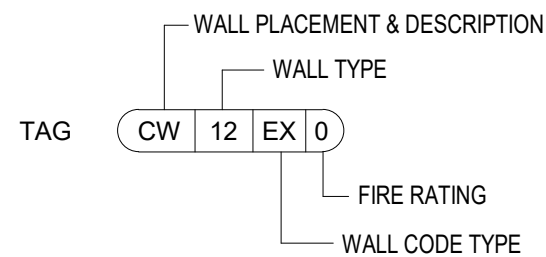 WALL PLACEMENT & DESCRIPTION
WALL TYPE
TAG CW 12 EX 0
FIRE RATING
WALL CODE TYPE